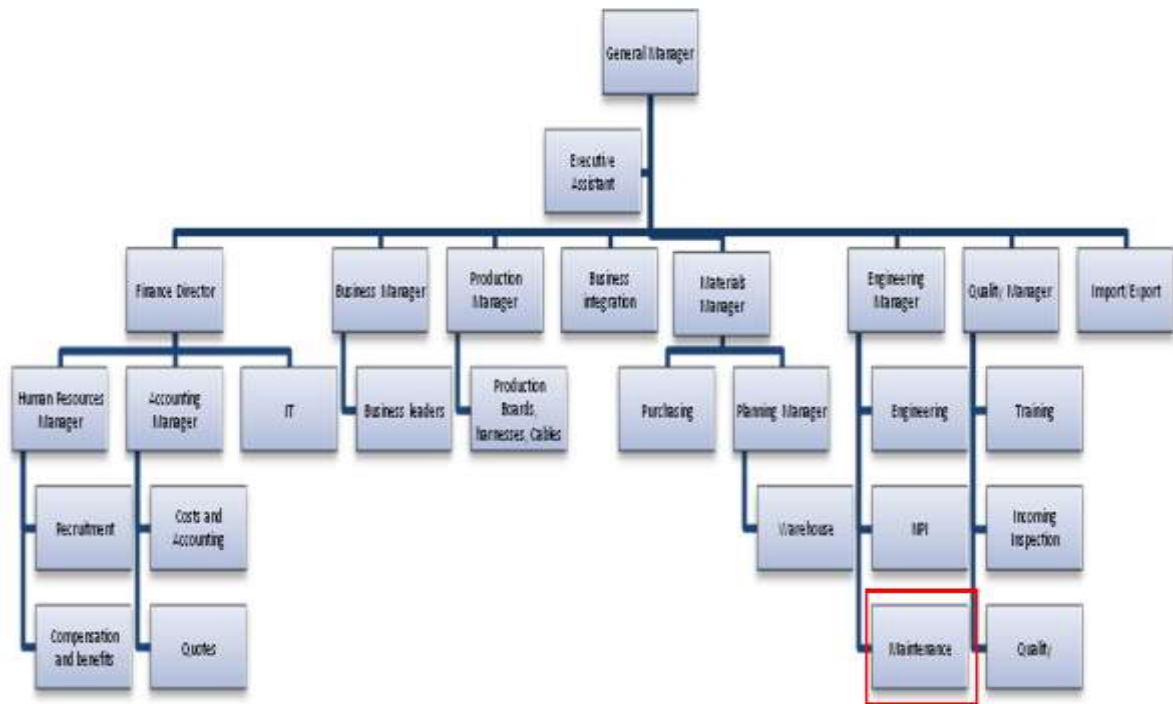 General Manager
Executive
Assistant
Finance Director
Business Manager
Production
Manager
Business
integration
Materials
Manager
Engineering
Manager
Quality Manager
Import/Export
Human Resources
Manager
Accounting
Manager
IT
Business leaders
Production
Boards,
harnesses, Cables
Purchasing
Planning Manager
Engineering
Training
Recruitment
Costs and
Accounting
Warehouse
NPI
Incoming
Inspection
Compensation
and benefits
Quotes
Maintenance
Quality